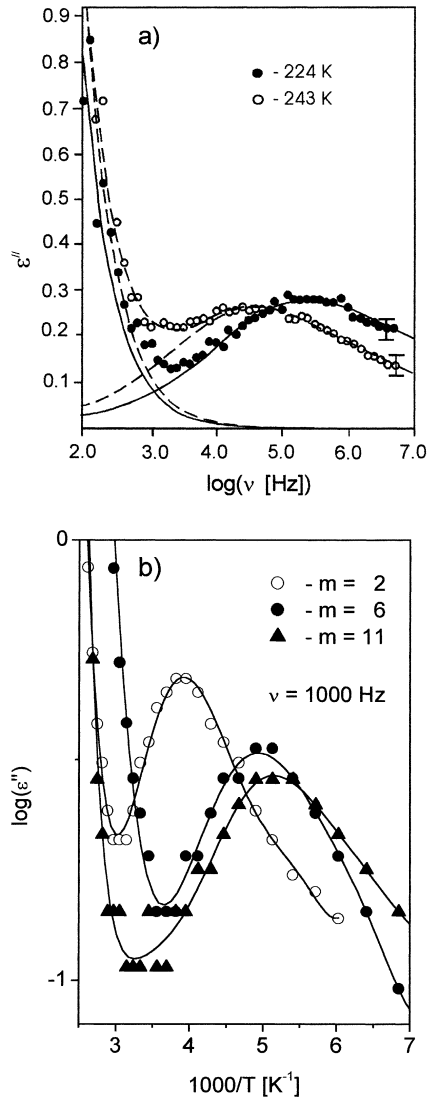 a)
0.9
0.8
0.7
0.6
0.5
0.4
0.3
0.2
0.1
ε''
- 224 K
- 243 K
2.0 3.0 4.0 5.0 6.0 7.0
log(ν [Hz])
b)
0
-1
log(ε'')
- m = 2
- m = 6
- m = 11
ν = 1000 Hz
3 4 5 6 7
1000/T [K⁻¹]